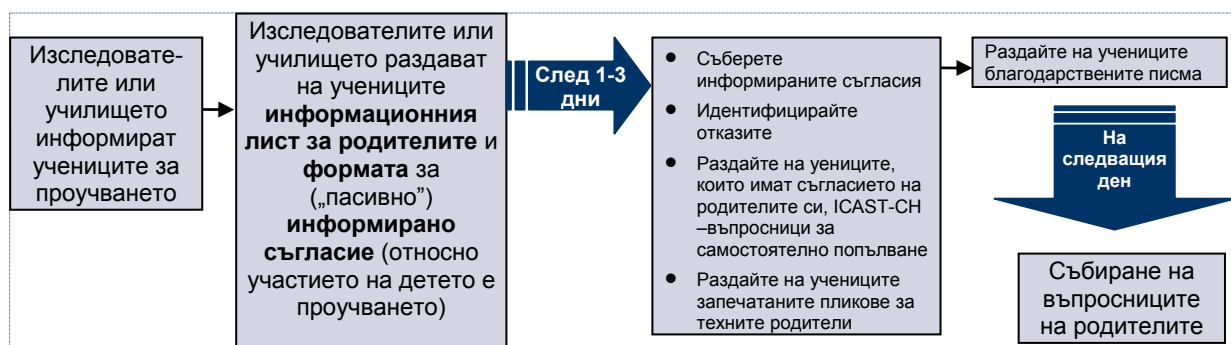 Изследовате-
лите или
училището
информират
учениците за
проучването
Изследователите или
училището раздават
на учениците
информационния
лист за родителите и
формата за
(„пасивно”)
информирано
съгласие (относно
участието на детето е
проучването)
След 1-3
дни
• Съберете
информираните съгласия
• Идентифицирайте
отказите
• Раздайте на уениците,
които имат съгласието на
родителите си, ICAST-CH
–въпросници за
самостоятелно попълване
• Раздайте на учениците
запечатаните пликове за
техните родители
Раздайте на учениците
благодарствените писма
На
следващия
ден
Събиране на
въпросниците
на родителите